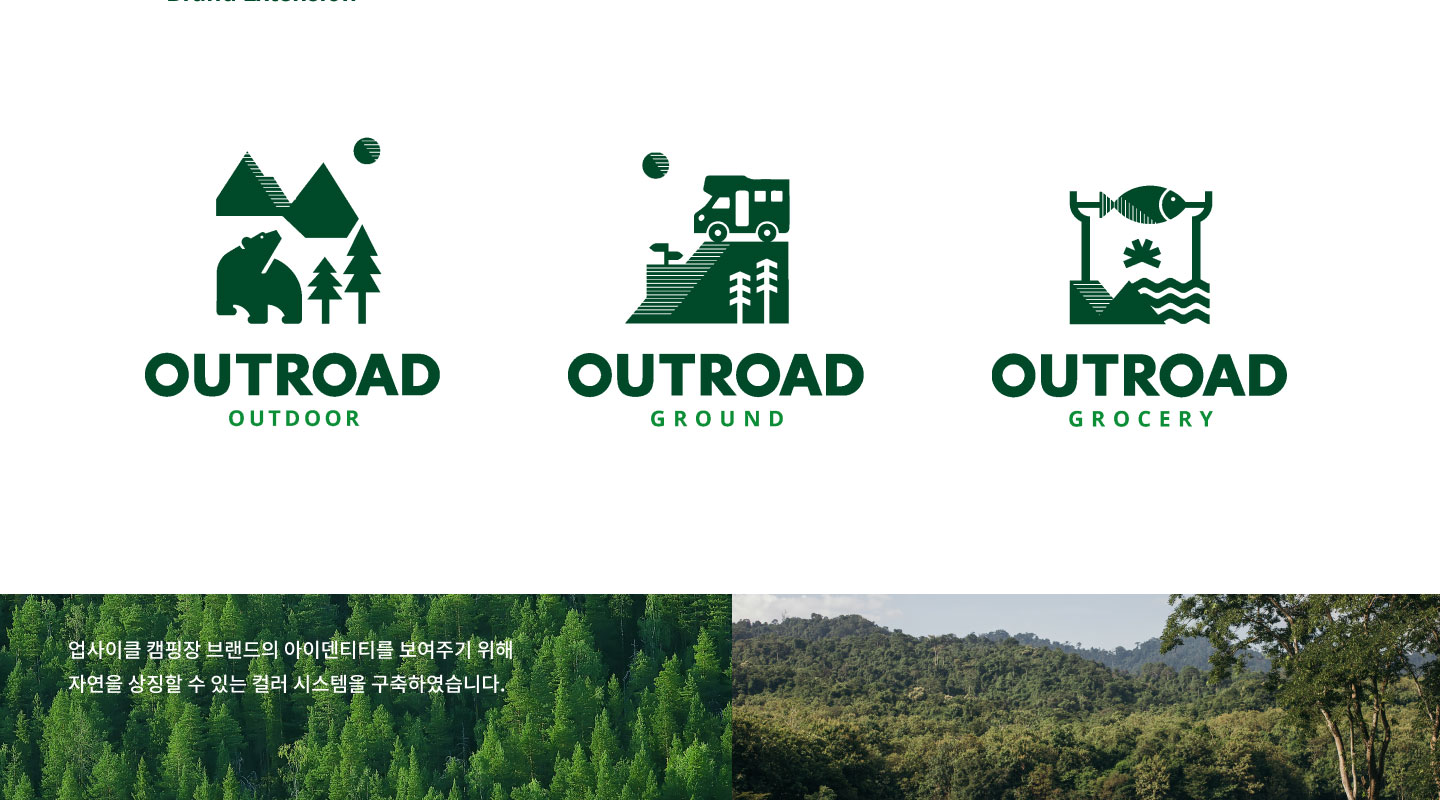 Brand Extension
OUTROAD
OUTDOOR
OUTROAD
GROUND
OUTROAD
GROCERY
업사이클 캠핑장 브랜드의 아이덴티티를 보여주기 위해
자연을 상징할 수 있는 컬러 시스템을 구축하였습니다.